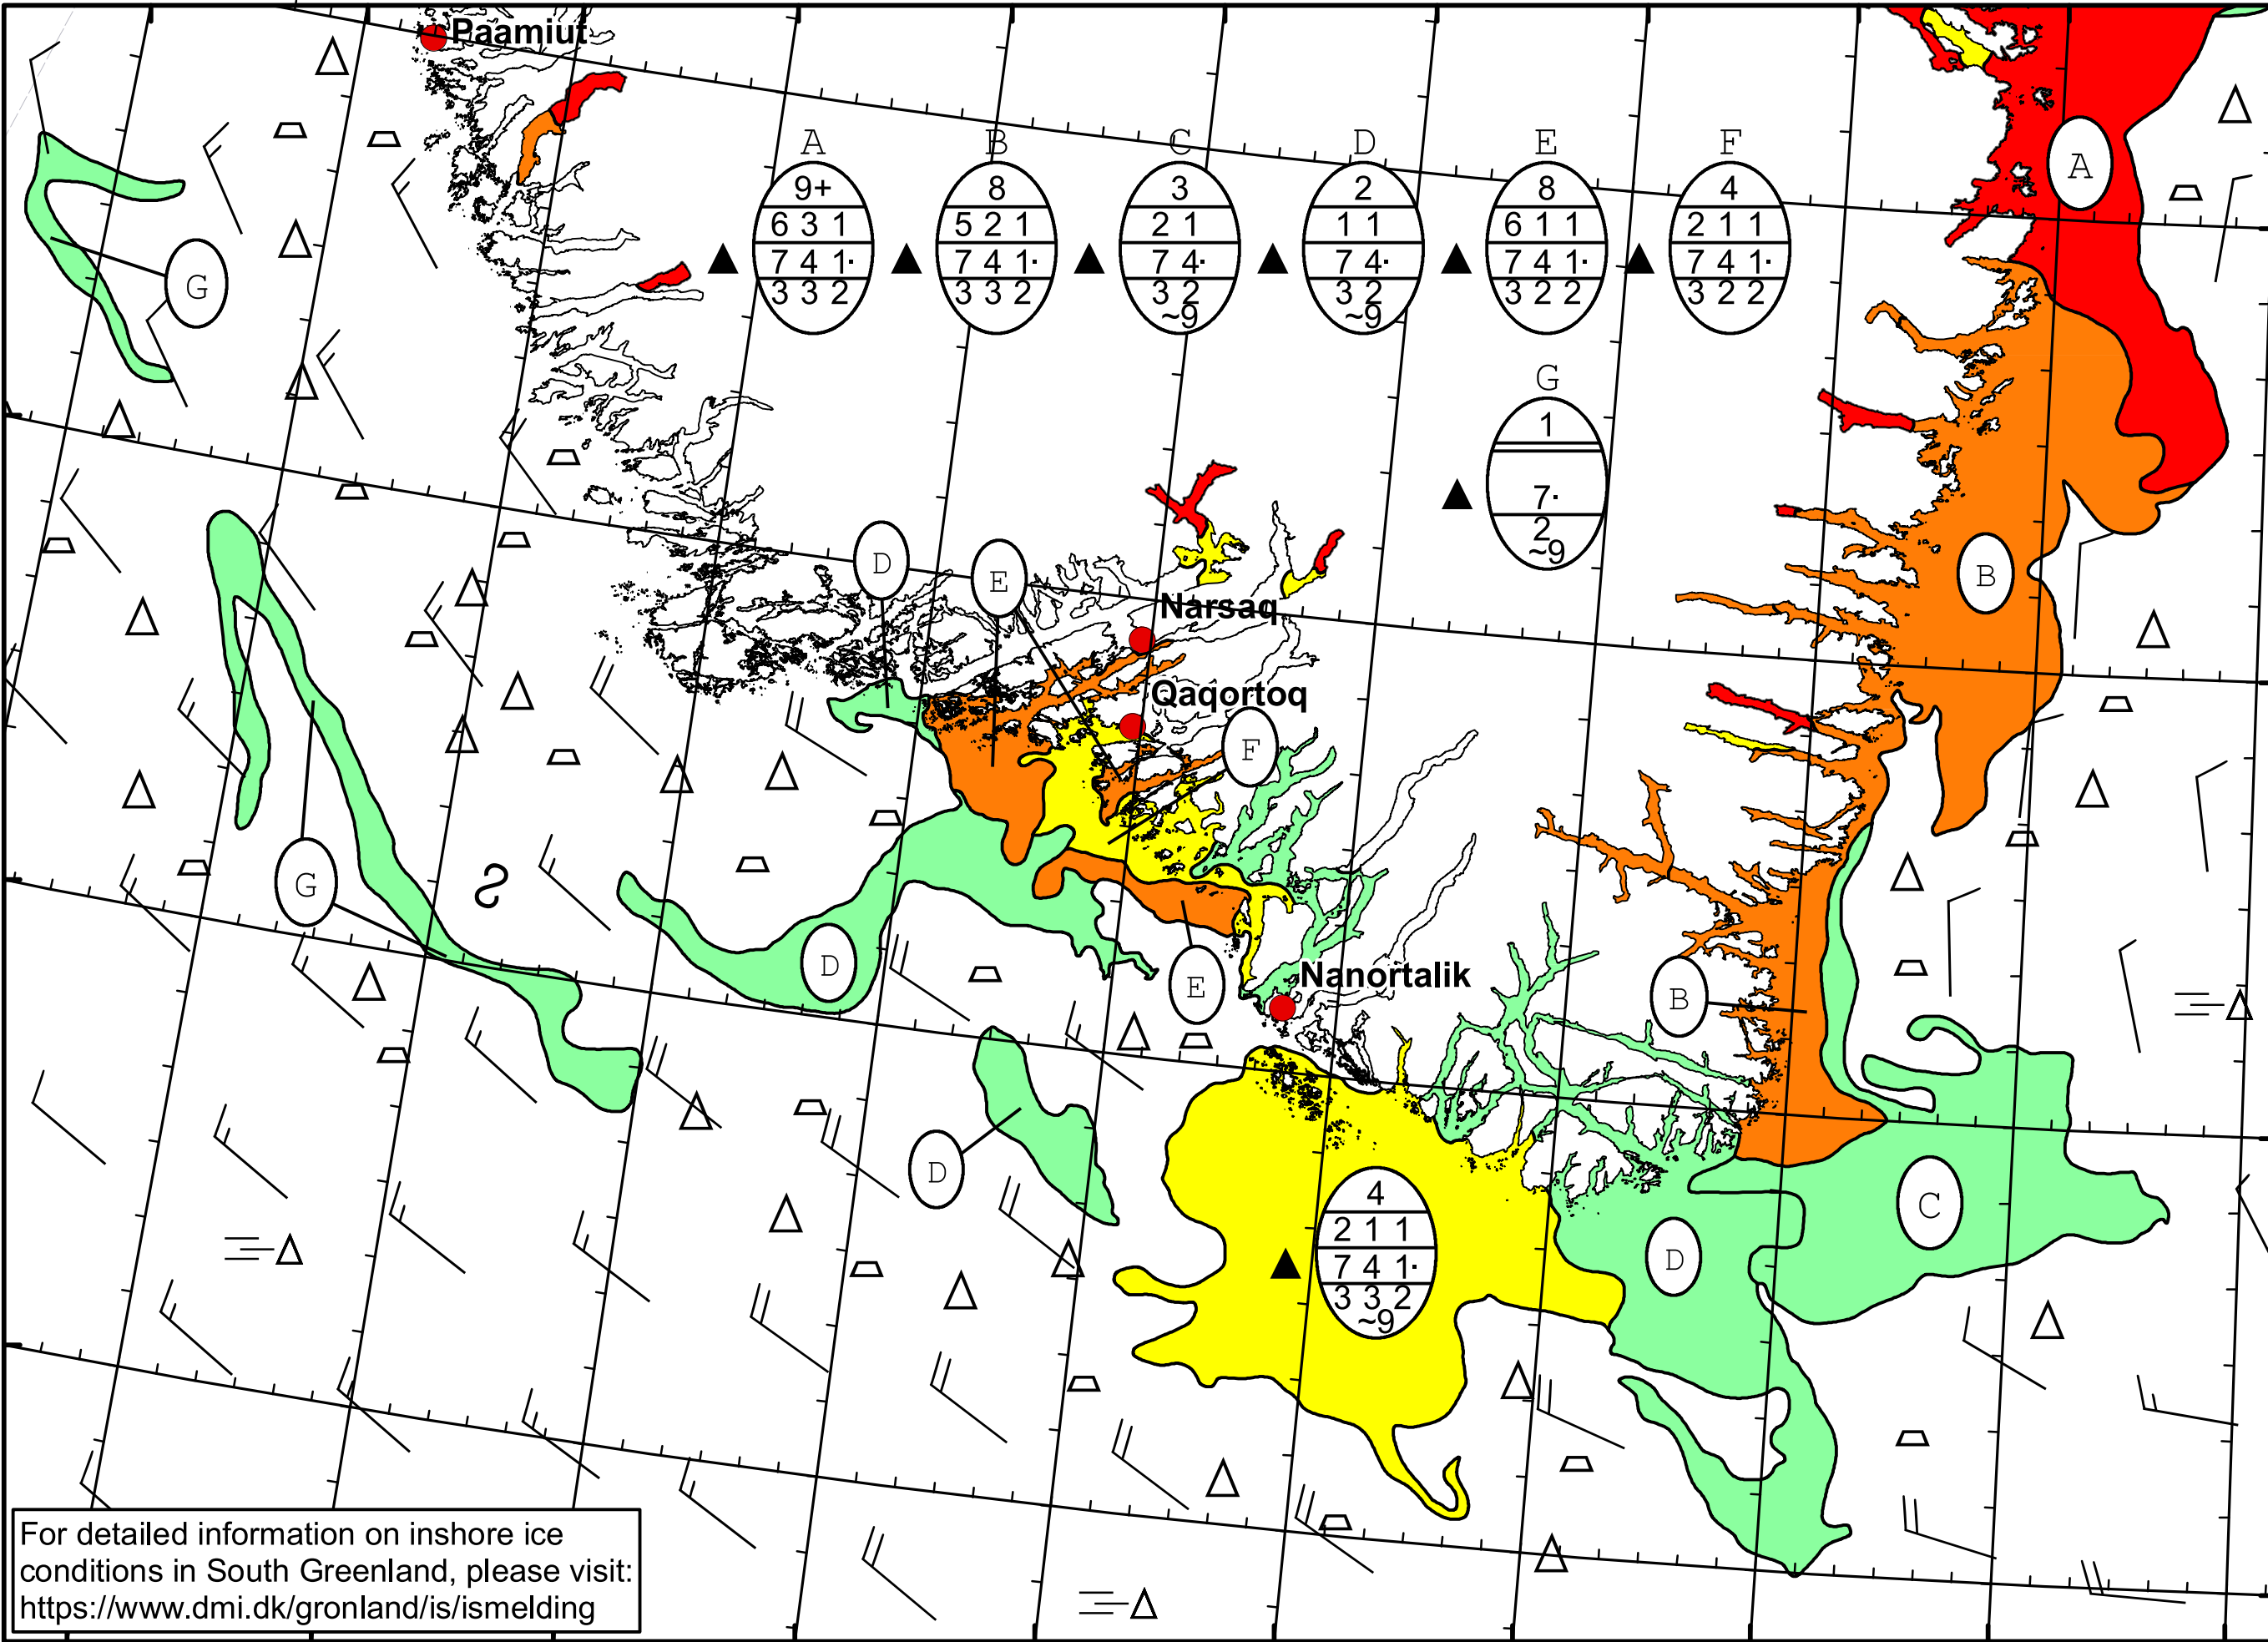 Paamiut
A B C D E F
9+ 8 3 2 8 4
6 3 1 5 2 1 2 1 1 1 6 1 1 2 1 1
7 4 1· 7 4 1· 7 4· 7 4· 7 4 1· 7 4 1·
3 3 2 3 3 2 3 2 3 2 3 2 2 3 2 2
~9 ~9
A
G
G
1
7·
2
~9
D
E
B
Narsaq
Qaqortoq
F
G
D
E
Nanortalik
B
D
C
D
4
2 1 1
7 4 1·
3 3 2
~9
For detailed information on inshore ice
conditions in South Greenland, please visit:
https://www.dmi.dk/gronland/is/ismelding